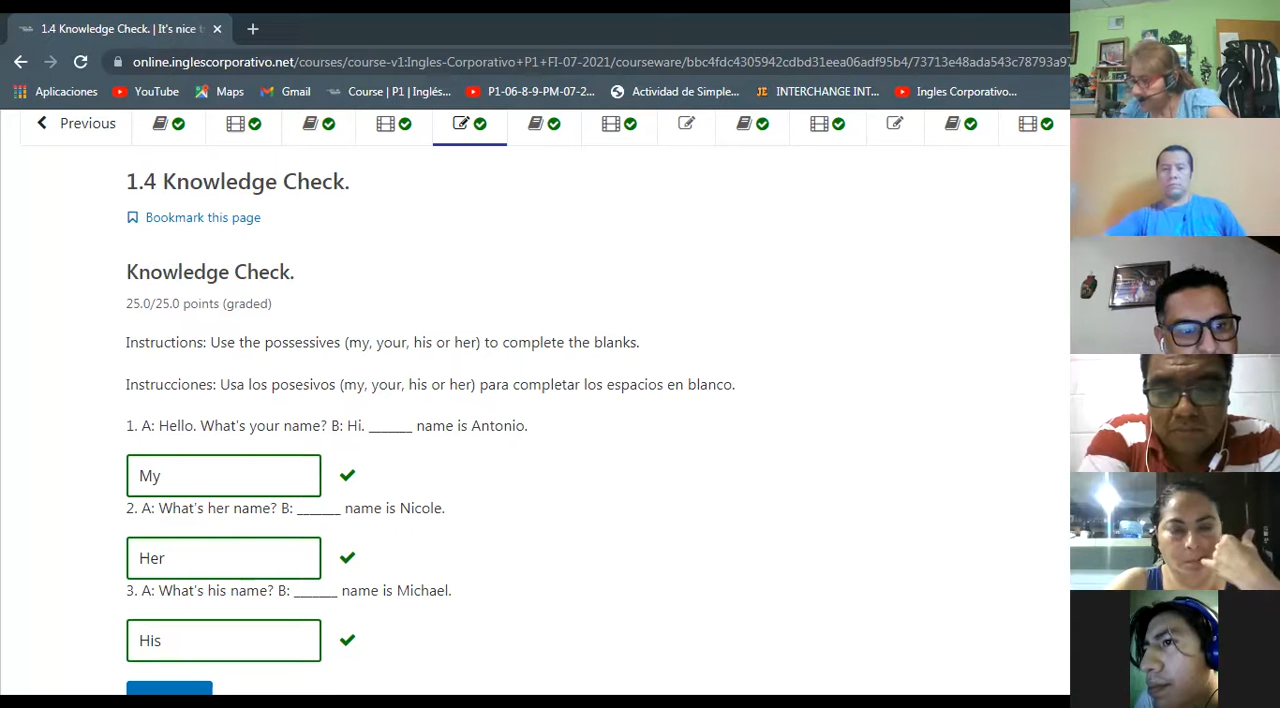 1.4 Knowledge Check. | It's nice t
online.inglescorporativo.net/courses/course-v1:Ingles-Corporativo+P1+FI-07-2021/courseware/bbc4fdc4305942cdbd31eea06adf95b4/73713e48ada543c78793a97
Aplicaciones YouTube Maps Gmail Course | P1 | Inglés... P1-06-8-9-PM-07-2... Actividad de Simple... JE INTERCHANGE INT... Ingles Corporativo...
Previous
1.4 Knowledge Check.
Bookmark this page
Knowledge Check.
25.0/25.0 points (graded)
Instructions: Use the possessives (my, your, his or her) to complete the blanks.
Instrucciones: Usa los posesivos (my, your, his or her) para completar los espacios en blanco.
1. A: Hello. What's your name? B: Hi. ______ name is Antonio.
My
2. A: What's her name? B: ______ name is Nicole.
Her
3. A: What's his name? B: ______ name is Michael.
His